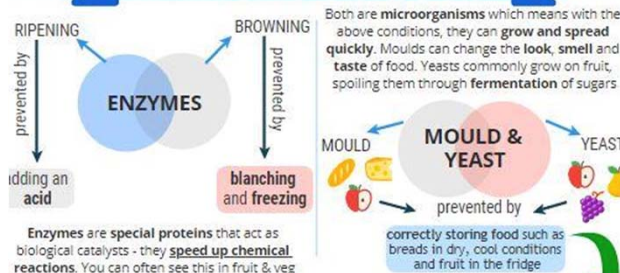 RIPENING
BROWNING
prevented by
ENZYMES
prevented by
adding an
acid
blanching
and freezing
Enzymes are special proteins that act as
biological catalysts - they speed up chemical
reactions. You can often see this in fruit & veg
Both are microorganisms which means with the
above conditions, they can grow and spread
quickly. Moulds can change the look, smell and
taste of food. Yeasts commonly grow on fruit,
spoiling them through fermentation of sugars
MOULD
MOULD &
YEAST
YEAST
prevented by
correctly storing food such as
breads in dry, cool conditions
and fruit in the fridge